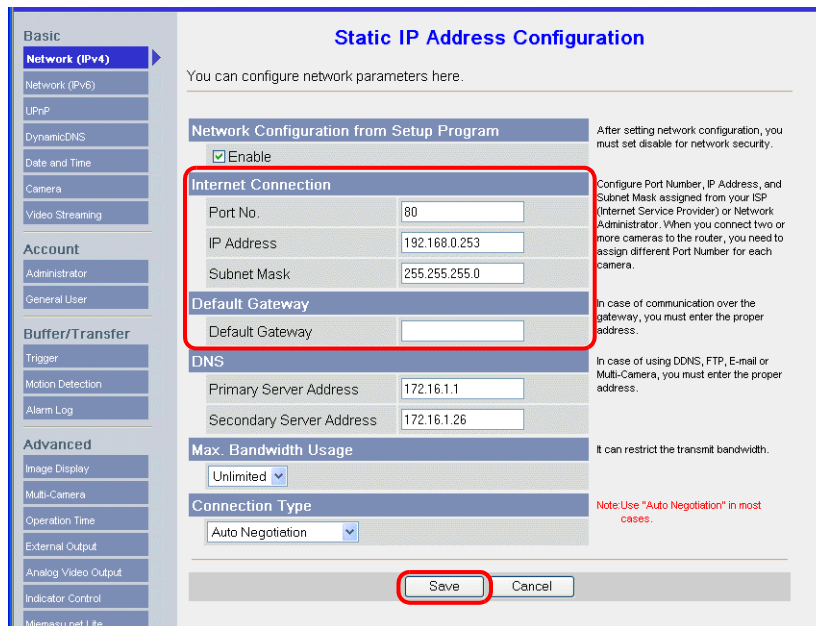 Basic
Network (IPv4)
Network (IPv6)
UPnP
DynamicDNS
Date and Time
Camera
Video Streaming
Account
Administrator
General User
Buffer/Transfer
Trigger
Motion Detection
Alarm Log
Advanced
Image Display
Multi-Camera
Operation Time
External Output
Analog Video Output
Indicator Control
Miemasu.net Lite
Static IP Address Configuration
You can configure network parameters here.
Network Configuration from Setup Program
Enable
After setting network configuration, you
must set disable for network security.
Internet Connection
Port No. 80
IP Address 192.168.0.253
Subnet Mask 255.255.255.0
Configure Port Number, IP Address, and
Subnet Mask assigned from your ISP
(Internet Service Provider) or Network
Administrator. When you connect two or
more cameras to the router, you need to
assign different Port Number for each
camera.
Default Gateway
Default Gateway
In case of communication over the
gateway, you must enter the proper
address.
DNS
Primary Server Address 172.16.1.1
Secondary Server Address 172.16.1.26
In case of using DDNS, FTP, E-mail or
Multi-Camera, you must enter the proper
address.
Max. Bandwidth Usage
Unlimited
It can restrict the transmit bandwidth.
Connection Type
Auto Negotiation
Note:Use "Auto Negotiation" in most
cases.
Save Cancel